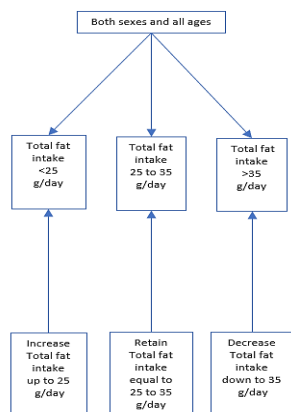 Both sexes and all ages
Total fat
intake
<25
g/day
Total fat
intake
25 to 35
g/day
Total fat
intake
>35
g/day
Increase
Total fat
intake
up to 25
g/day
Retain
Total fat
intake
equal to
25 to 35
g/day
Decrease
Total fat
intake
down to 35
g/day